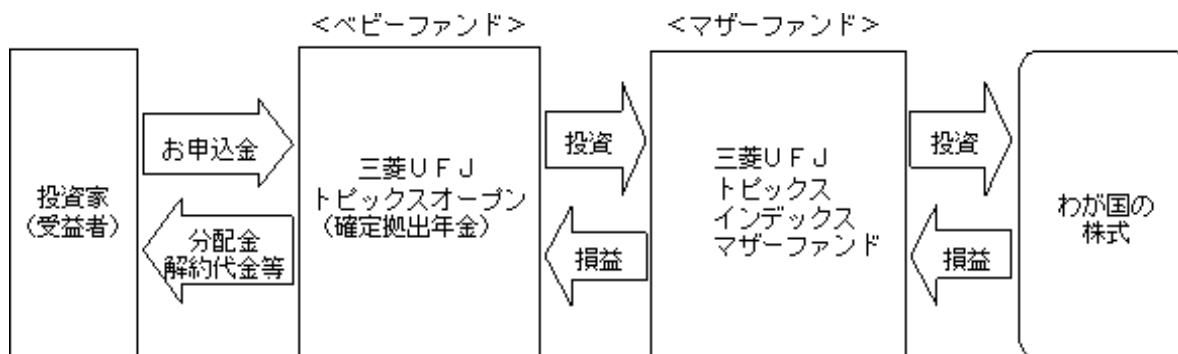 ＜ベビーファンド＞
＜マザーファンド＞
投資家
（受益者）
お申込金
分配金
解約代金等
三菱ＵＦＪ
トピックスオープン
（確定拠出年金）
投資
損益
三菱ＵＦＪ
トピックス
インデックス
マザーファンド
投資
損益
わが国の
株式